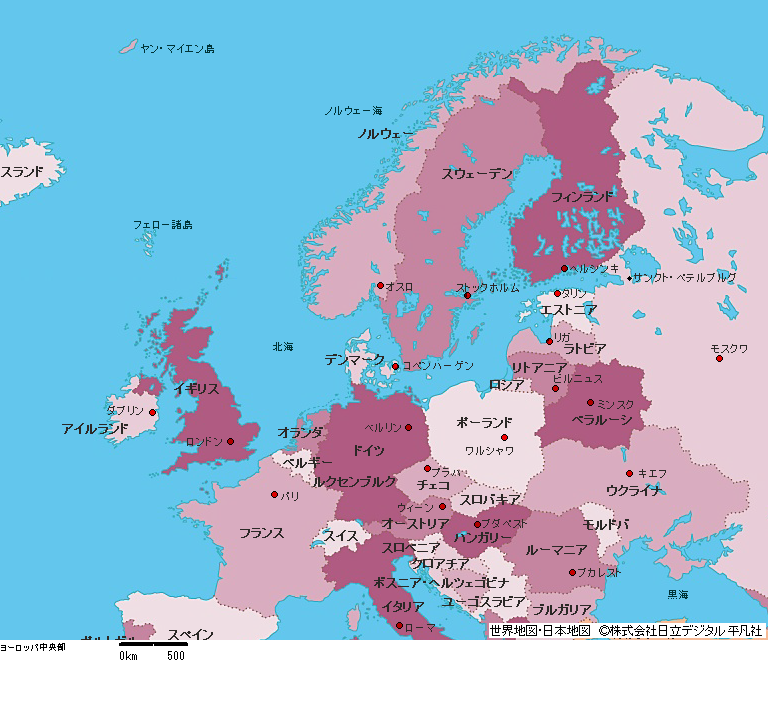 ヤン・マイエン島
ノルウェー海
ノルウェー
スランド
スウェーデン
フィンランド
フェロー諸島
ヘルシンキ
サンクト・ペテルブルグ
オスロ
ストックホルム
タリン
エストニア
北海
リガ
ラトビア
モスクワ
デンマーク
コペンハーゲン
リトアニア
ビルニュス
ロシア
イギリス
ミンスク
ベラルーシ
ダブリン
アイルランド
ポーランド
ベルリン
オランダ
ロンドン
ドイツ
ワルシャワ
ベルギー
プラハ
キエフ
ルクセンブルク
チェコ
ウクライナ
パリ
スロバキア
ウィーン
オーストリア
ブダペスト
モルドバ
フランス
スイス
ハンガリー
スロベニア
ルーマニア
クロアチア
ブカレスト
ボスニア・ヘルツェゴビナ
黒海
ユーゴスラビア
イタリア
ブルガリア
ローマ
スペイン
世界地図・日本地図 ©株式会社日立デジタル平凡社
ヨーロッパ中央部
0km 500